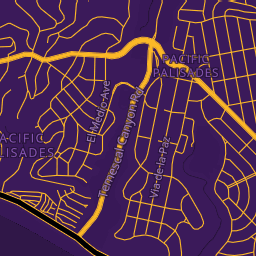 PACIFIC
PALISADES
El Medio Ave
Temescal Canyon Rd
Via de la Paz
ACIFIC
LISADES